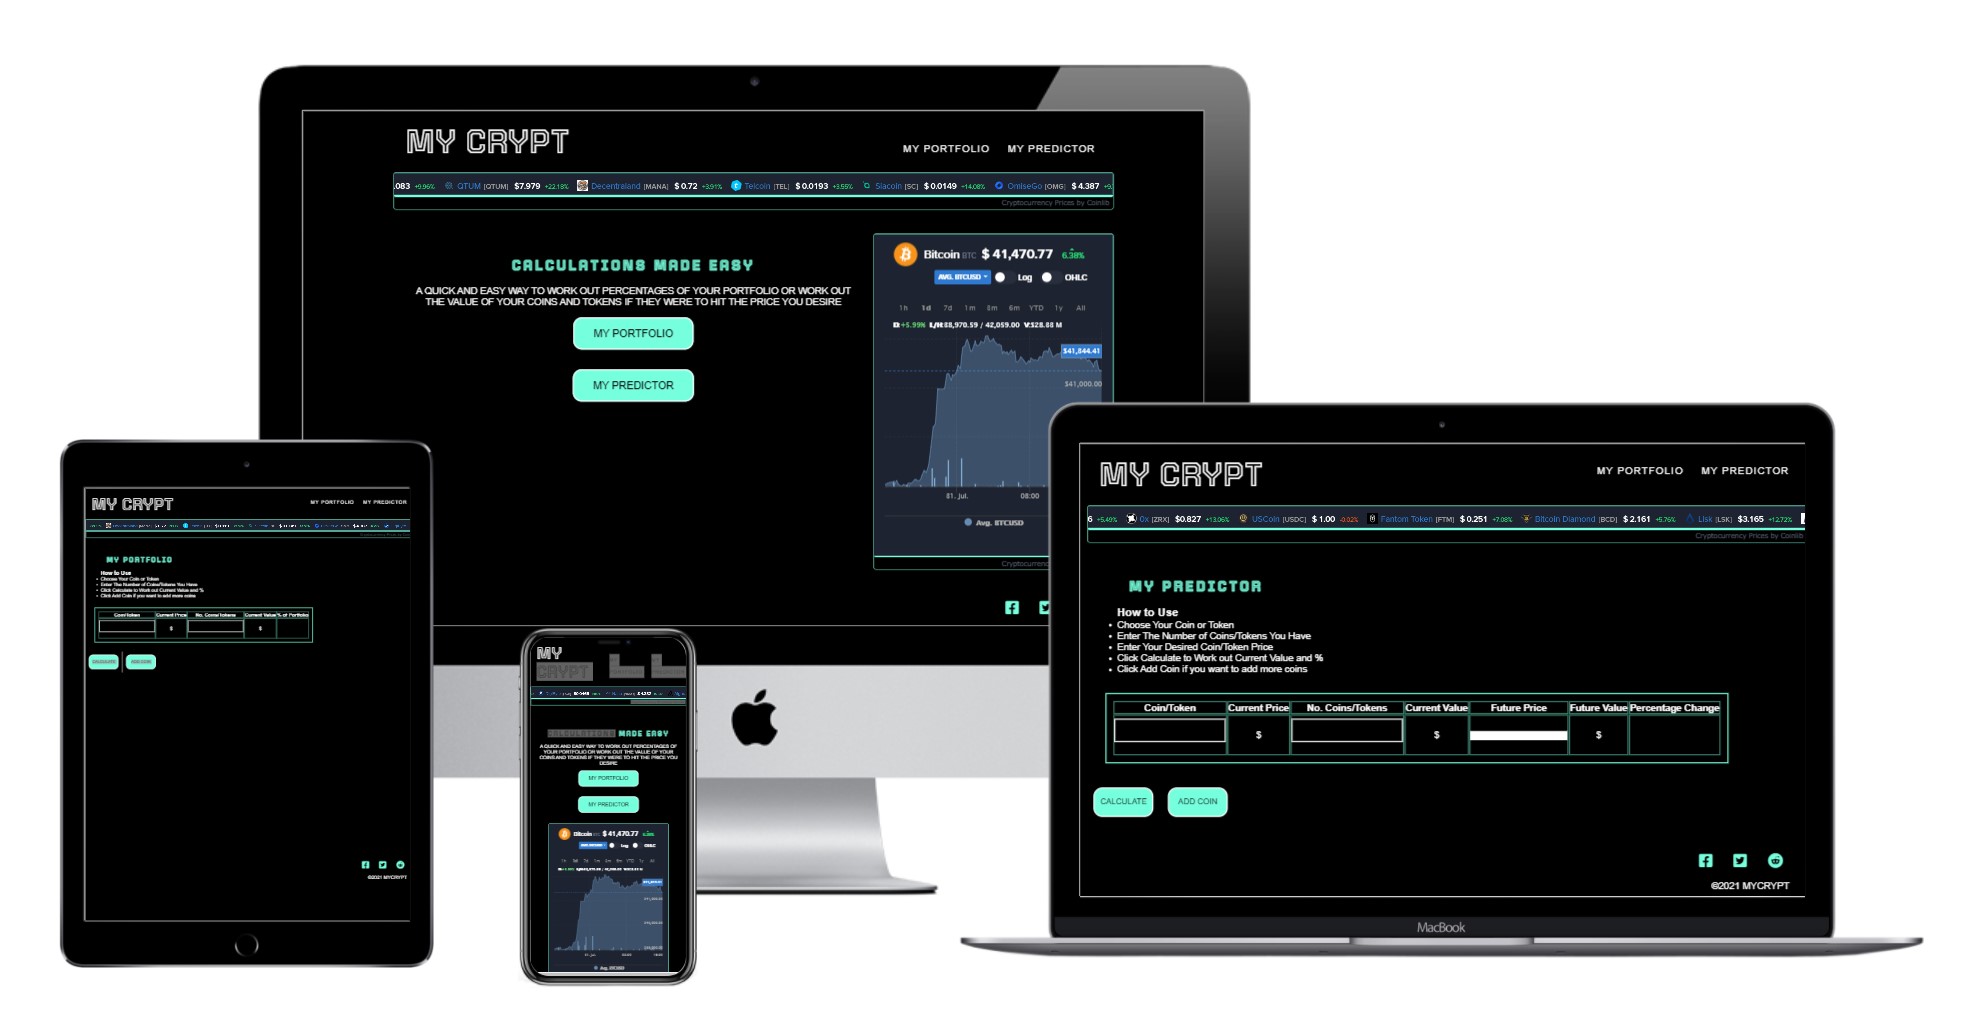 MY CRYPT
MY PORTFOLIO MY PREDICTOR
.083 +9.96% QTUM [QTUM] $7.979 +22.18% Decentraland [MANA] $0.72 +3.91% Telcoin [TEL] $0.0193 +3.55% Siacoin [SC] $0.0149 +14.08% OmiseGo [OMG] $4.387
Cryptocurrency Prices by Coinlib
CALCULATIONS MADE EASY
A QUICK AND EASY WAY TO WORK OUT PERCENTAGES OF YOUR PORTFOLIO OR WORK OUT
THE VALUE OF YOUR COINS AND TOKENS IF THEY WERE TO HIT THE PRICE YOU DESIRE
MY PORTFOLIO
MY PREDICTOR
Bitcoin BTC $41,470.77 6.38%
AVG. BTCUSD Log OHLC
1h 1d 7d 1m 3m 6m YTD 1y All
D:+5.99% L/H:38,970.59 / 42,059.00 V:$28.88 M
$41,844.41
$41,000.00
31. Jul. 08:00
Avg. BTCUSD
Cryptocurrenc
MY CRYPT
MY PORTFOLIO MY PREDICTOR
MY PORTFOLIO
How to Use
• Choose Your Coin or Token
• Enter The Number of Coins/Tokens You Have
• Click Calculate to Work out Current Value and %
• Click Add Coin if you want to add more coins
Coin/Token Current Price No. Coins/Tokens Current Value % of Portfolio
$ $
CALCULATE ADD COIN
©2021 MYCRYPT
MY
CRYPT
CALCULATIONS MADE EASY
A QUICK AND EASY WAY TO WORK OUT PERCENTAGES OF
YOUR PORTFOLIO OR WORK OUT THE VALUE OF YOUR
COINS AND TOKENS IF THEY WERE TO HIT THE PRICE YOU
DESIRE
MY PORTFOLIO
MY PREDICTOR
Bitcoin BTC $41,470.77 6.38%
Log OHLC
Avg. BTCUSD
MY CRYPT
MY PORTFOLIO MY PREDICTOR
6 +5.49% 0x [ZRX] $0.827 +13.06% USCoin [USDC] $1.00 -0.02% Fantom Token [FTM] $0.251 +7.08% Bitcoin Diamond [BCD] $2.161 +5.76% Lisk [LSK] $3.165 +12.72%
Cryptocurrency Prices by Coinlib
MY PREDICTOR
How to Use
• Choose Your Coin or Token
• Enter The Number of Coins/Tokens You Have
• Enter Your Desired Coin/Token Price
• Click Calculate to Work out Current Value and %
• Click Add Coin if you want to add more coins
Coin/Token Current Price No. Coins/Tokens Current Value Future Price Future Value Percentage Change
$ $ $
CALCULATE ADD COIN
©2021 MYCRYPT
MacBook